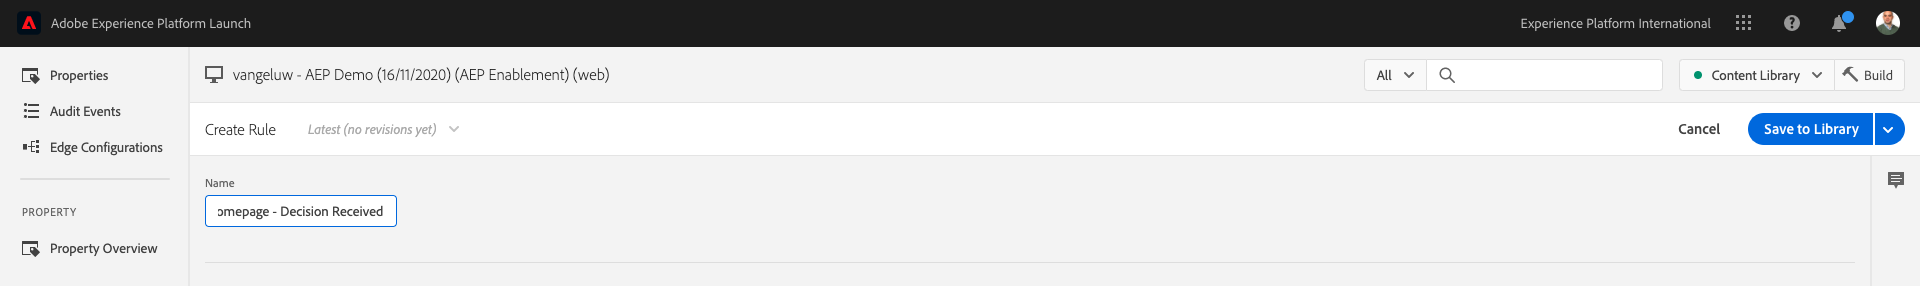 Adobe Experience Platform Launch
Experience Platform International
Properties
Audit Events
Edge Configurations
PROPERTY
Property Overview
vangeluw - AEP Demo (16/11/2020) (AEP Enablement) (web)
All
Content Library
Build
Create Rule
Latest (no revisions yet)
Cancel
Save to Library
Name
omepage - Decision Received